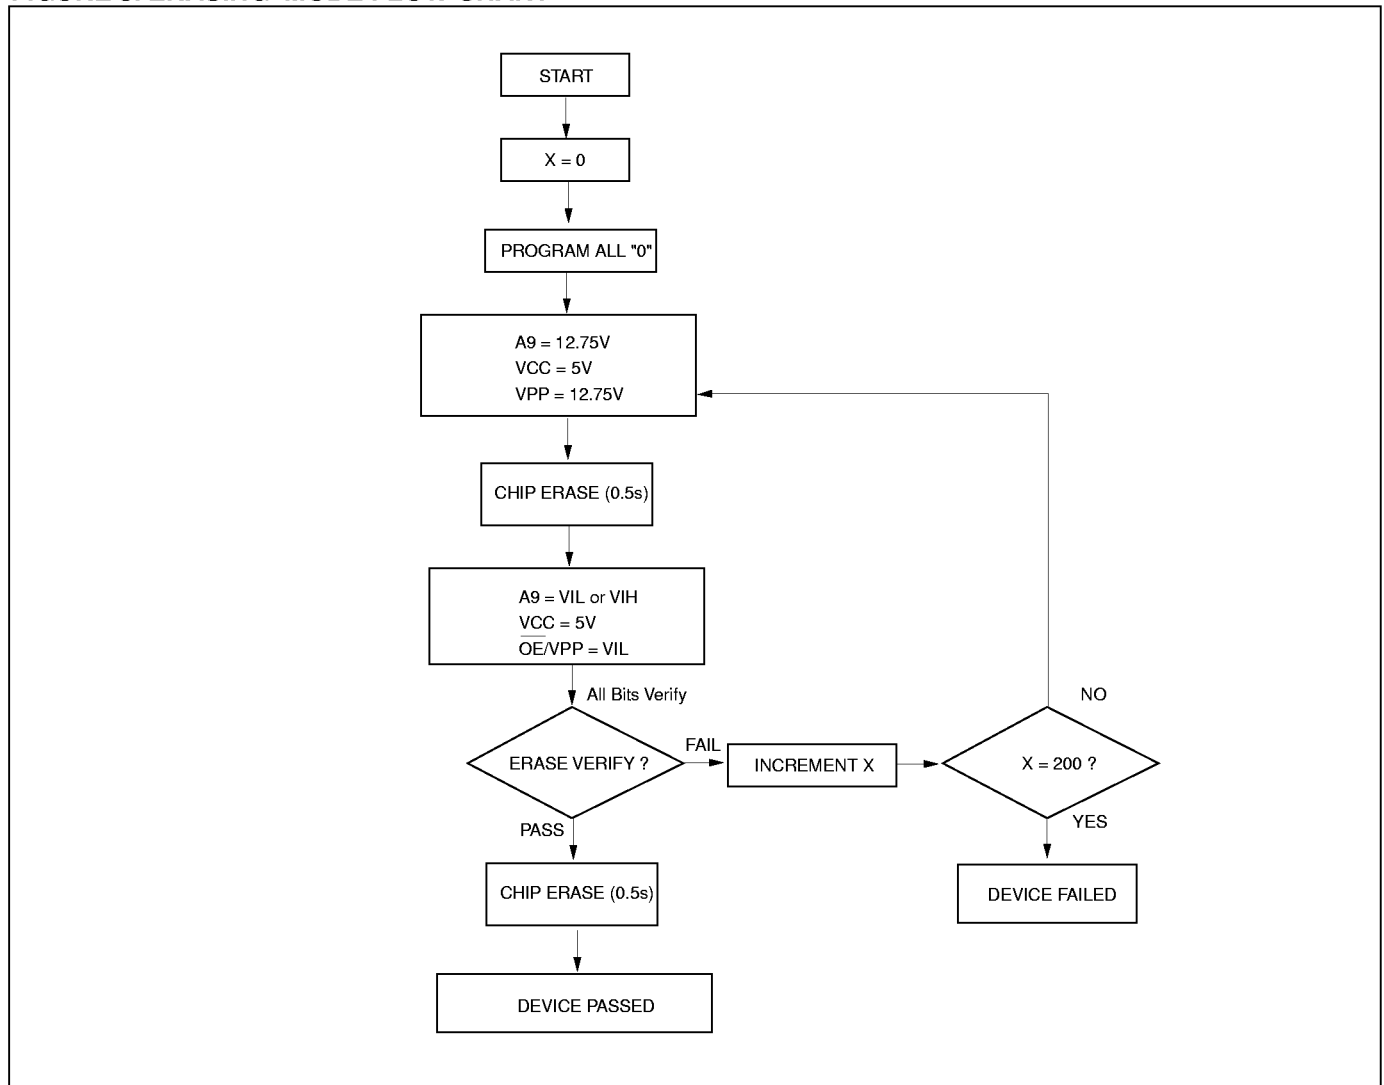 START
X = 0
PROGRAM ALL "0"
A9 = 12.75V
VCC = 5V
VPP = 12.75V
CHIP ERASE (0.5s)
A9 = VIL or VIH
VCC = 5V
O̅E̅/VPP = VIL
All Bits Verify
NO
ERASE VERIFY ?
FAIL
INCREMENT X
X = 200 ?
PASS
YES
CHIP ERASE (0.5s)
DEVICE FAILED
DEVICE PASSED